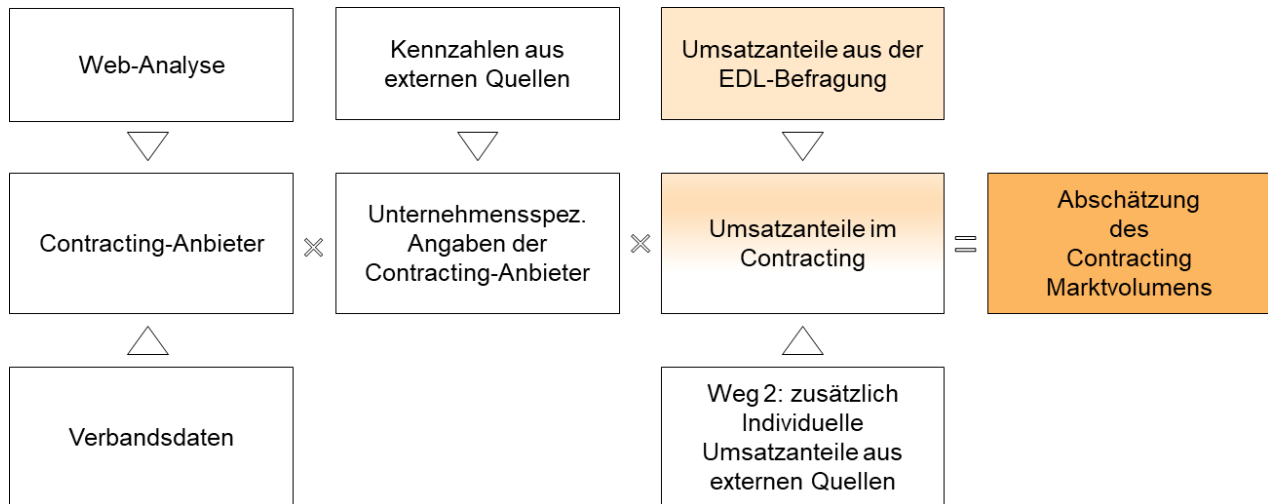 Web-Analyse
Kennzahlen aus
externen Quellen
Umsatzanteile aus der
EDL-Befragung
Contracting-Anbieter
×
Unternehmensspez.
Angaben der
Contracting-Anbieter
×
Umsatzanteile im
Contracting
=
Abschätzung
des
Contracting
Marktvolumens
Verbandsdaten
Weg 2: zusätzlich
Individuelle
Umsatzanteile aus
externen Quellen